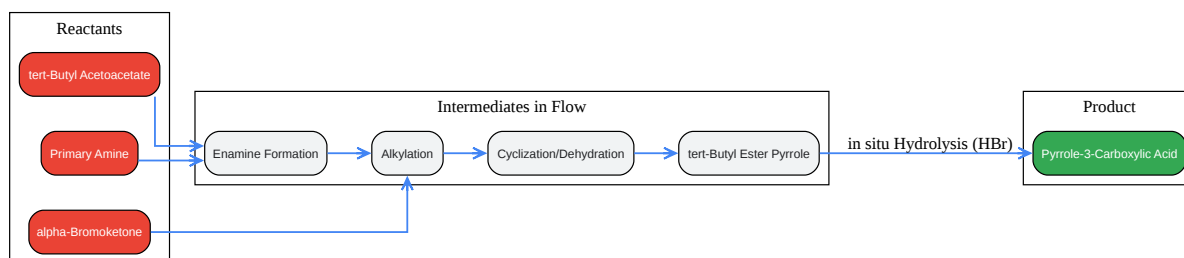 Reactants
tert-Butyl Acetoacetate
Primary Amine
alpha-Bromoketone
Intermediates in Flow
Enamine Formation
Alkylation
Cyclization/Dehydration
tert-Butyl Ester Pyrrole
in situ Hydrolysis (HBr)
Product
Pyrrole-3-Carboxylic Acid